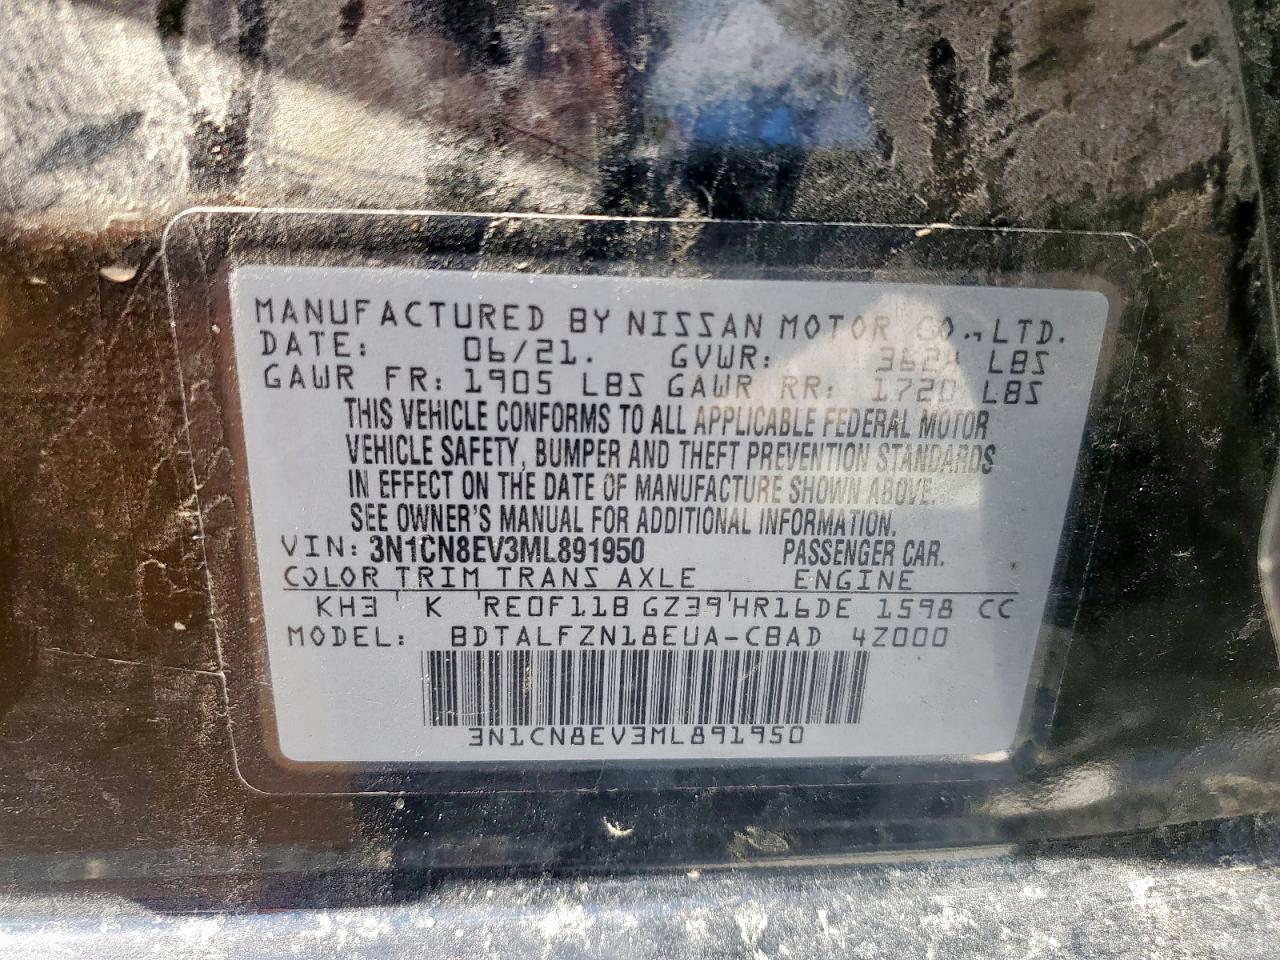 MANUFACTURED BY NISSAN MOTOR CO., LTD.
DATE: 06/21. GVWR: 3624 LBS
GAWR FR: 1905 LBS GAWR RR: 1720 LBS
THIS VEHICLE CONFORMS TO ALL APPLICABLE FEDERAL MOTOR
VEHICLE SAFETY, BUMPER AND THEFT PREVENTION STANDARDS
IN EFFECT ON THE DATE OF MANUFACTURE SHOWN ABOVE.
SEE OWNER'S MANUAL FOR ADDITIONAL INFORMATION.
VIN: 3N1CN8EV3ML891950 PASSENGER CAR.
COLOR TRIM TRANS AXLE ENGINE
KH3 K RE0F11B GZ39 HR16DE 1598 CC
MODEL: BDTALFZN18EUA-CBAD 4Z000
3N1CN8EV3ML891950